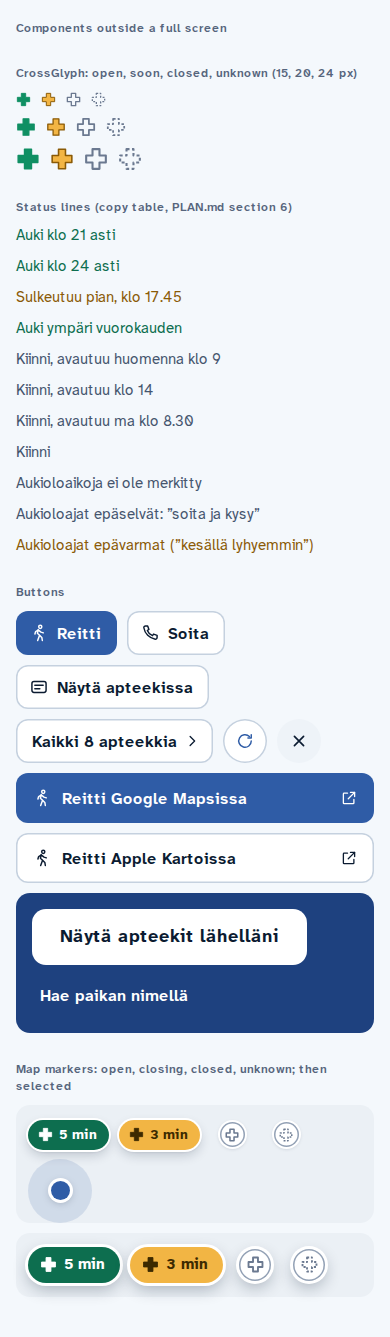 Components outside a full screen
CrossGlyph: open, soon, closed, unknown (15, 20, 24 px)
Status lines (copy table, PLAN.md section 6)
Auki klo 21 asti
Auki klo 24 asti
Sulkeutuu pian, klo 17.45
Auki ympäri vuorokauden
Kiinni, avautuu huomenna klo 9
Kiinni, avautuu klo 14
Kiinni, avautuu ma klo 8.30
Kiinni
Aukioloaikoja ei ole merkitty
Aukioloajat epäselvät: ”soita ja kysy”
Aukioloajat epävarmat (”kesällä lyhyemmin”)
Buttons
Reitti
Soita
Näytä apteekissa
Kaikki 8 apteekkia
Reitti Google Mapsissa
Reitti Apple Kartoissa
Näytä apteekit lähelläni
Hae paikan nimellä
Map markers: open, closing, closed, unknown; then
selected
5 min
3 min
5 min
3 min